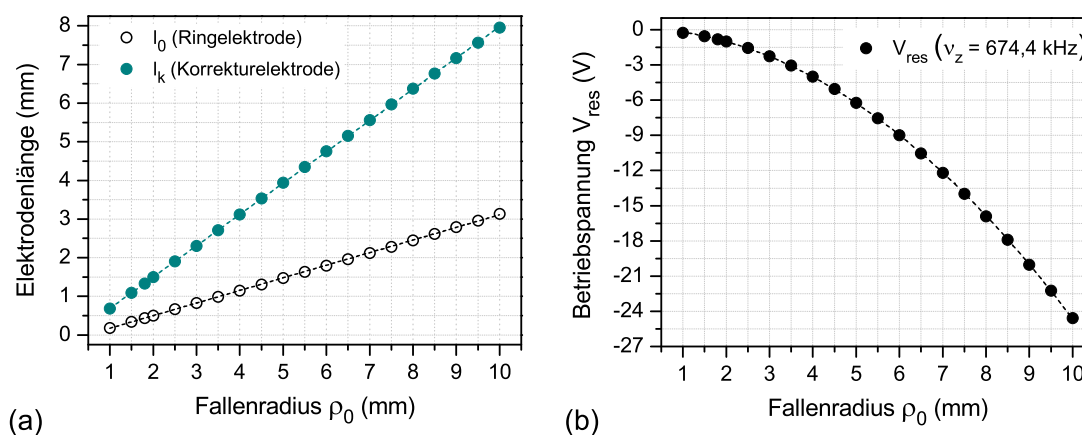 8
7
6
5
4
3
2
1
0
Elektrodenlänge (mm)
l0 (Ringelektrode)
lk (Korrekturelektrode)
1 2 3 4 5 6 7 8 9 10
Fallenradius ρ0 (mm)
(a)
0
-3
-6
-9
-12
-15
-18
-21
-24
-27
Betriebspannung Vres (V)
Vres ( νz = 674,4 kHz)
1 2 3 4 5 6 7 8 9 10
Fallenradius ρ0 (mm)
(b)